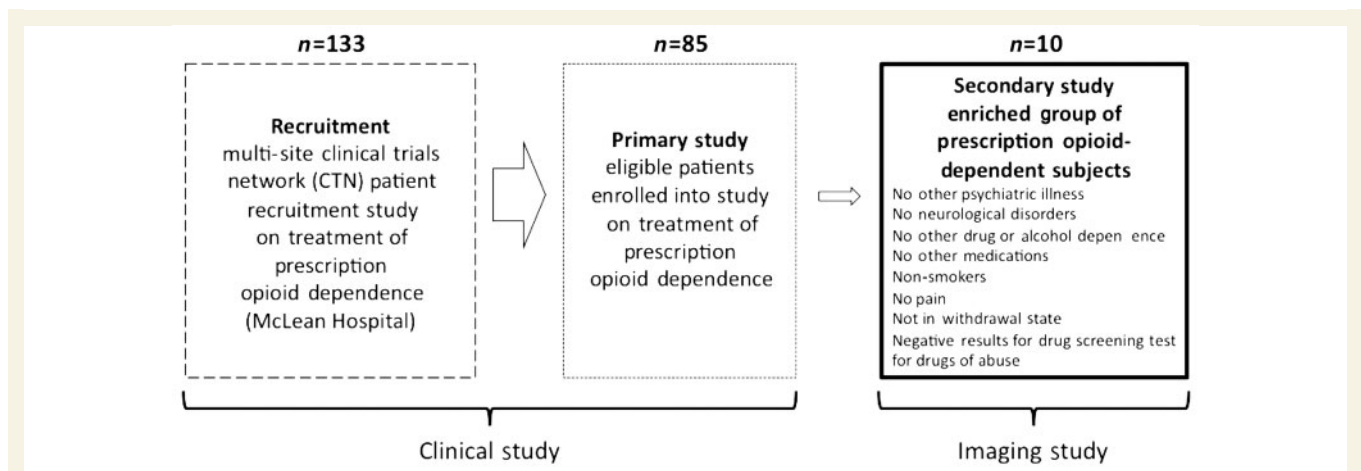 n=133
Recruitment
multi-site clinical trials
network (CTN) patient
recruitment study
on treatment of
prescription
opioid dependence
(McLean Hospital)
n=85
Primary study
eligible patients
enrolled into study
on treatment of
prescription
opioid dependence
n=10
Secondary study
enriched group of
prescription opioid-
dependent subjects
No other psychiatric illness
No neurological disorders
No other drug or alcohol depen ence
No other medications
Non-smokers
No pain
Not in withdrawal state
Negative results for drug screening test
for drugs of abuse
Clinical study
Imaging study